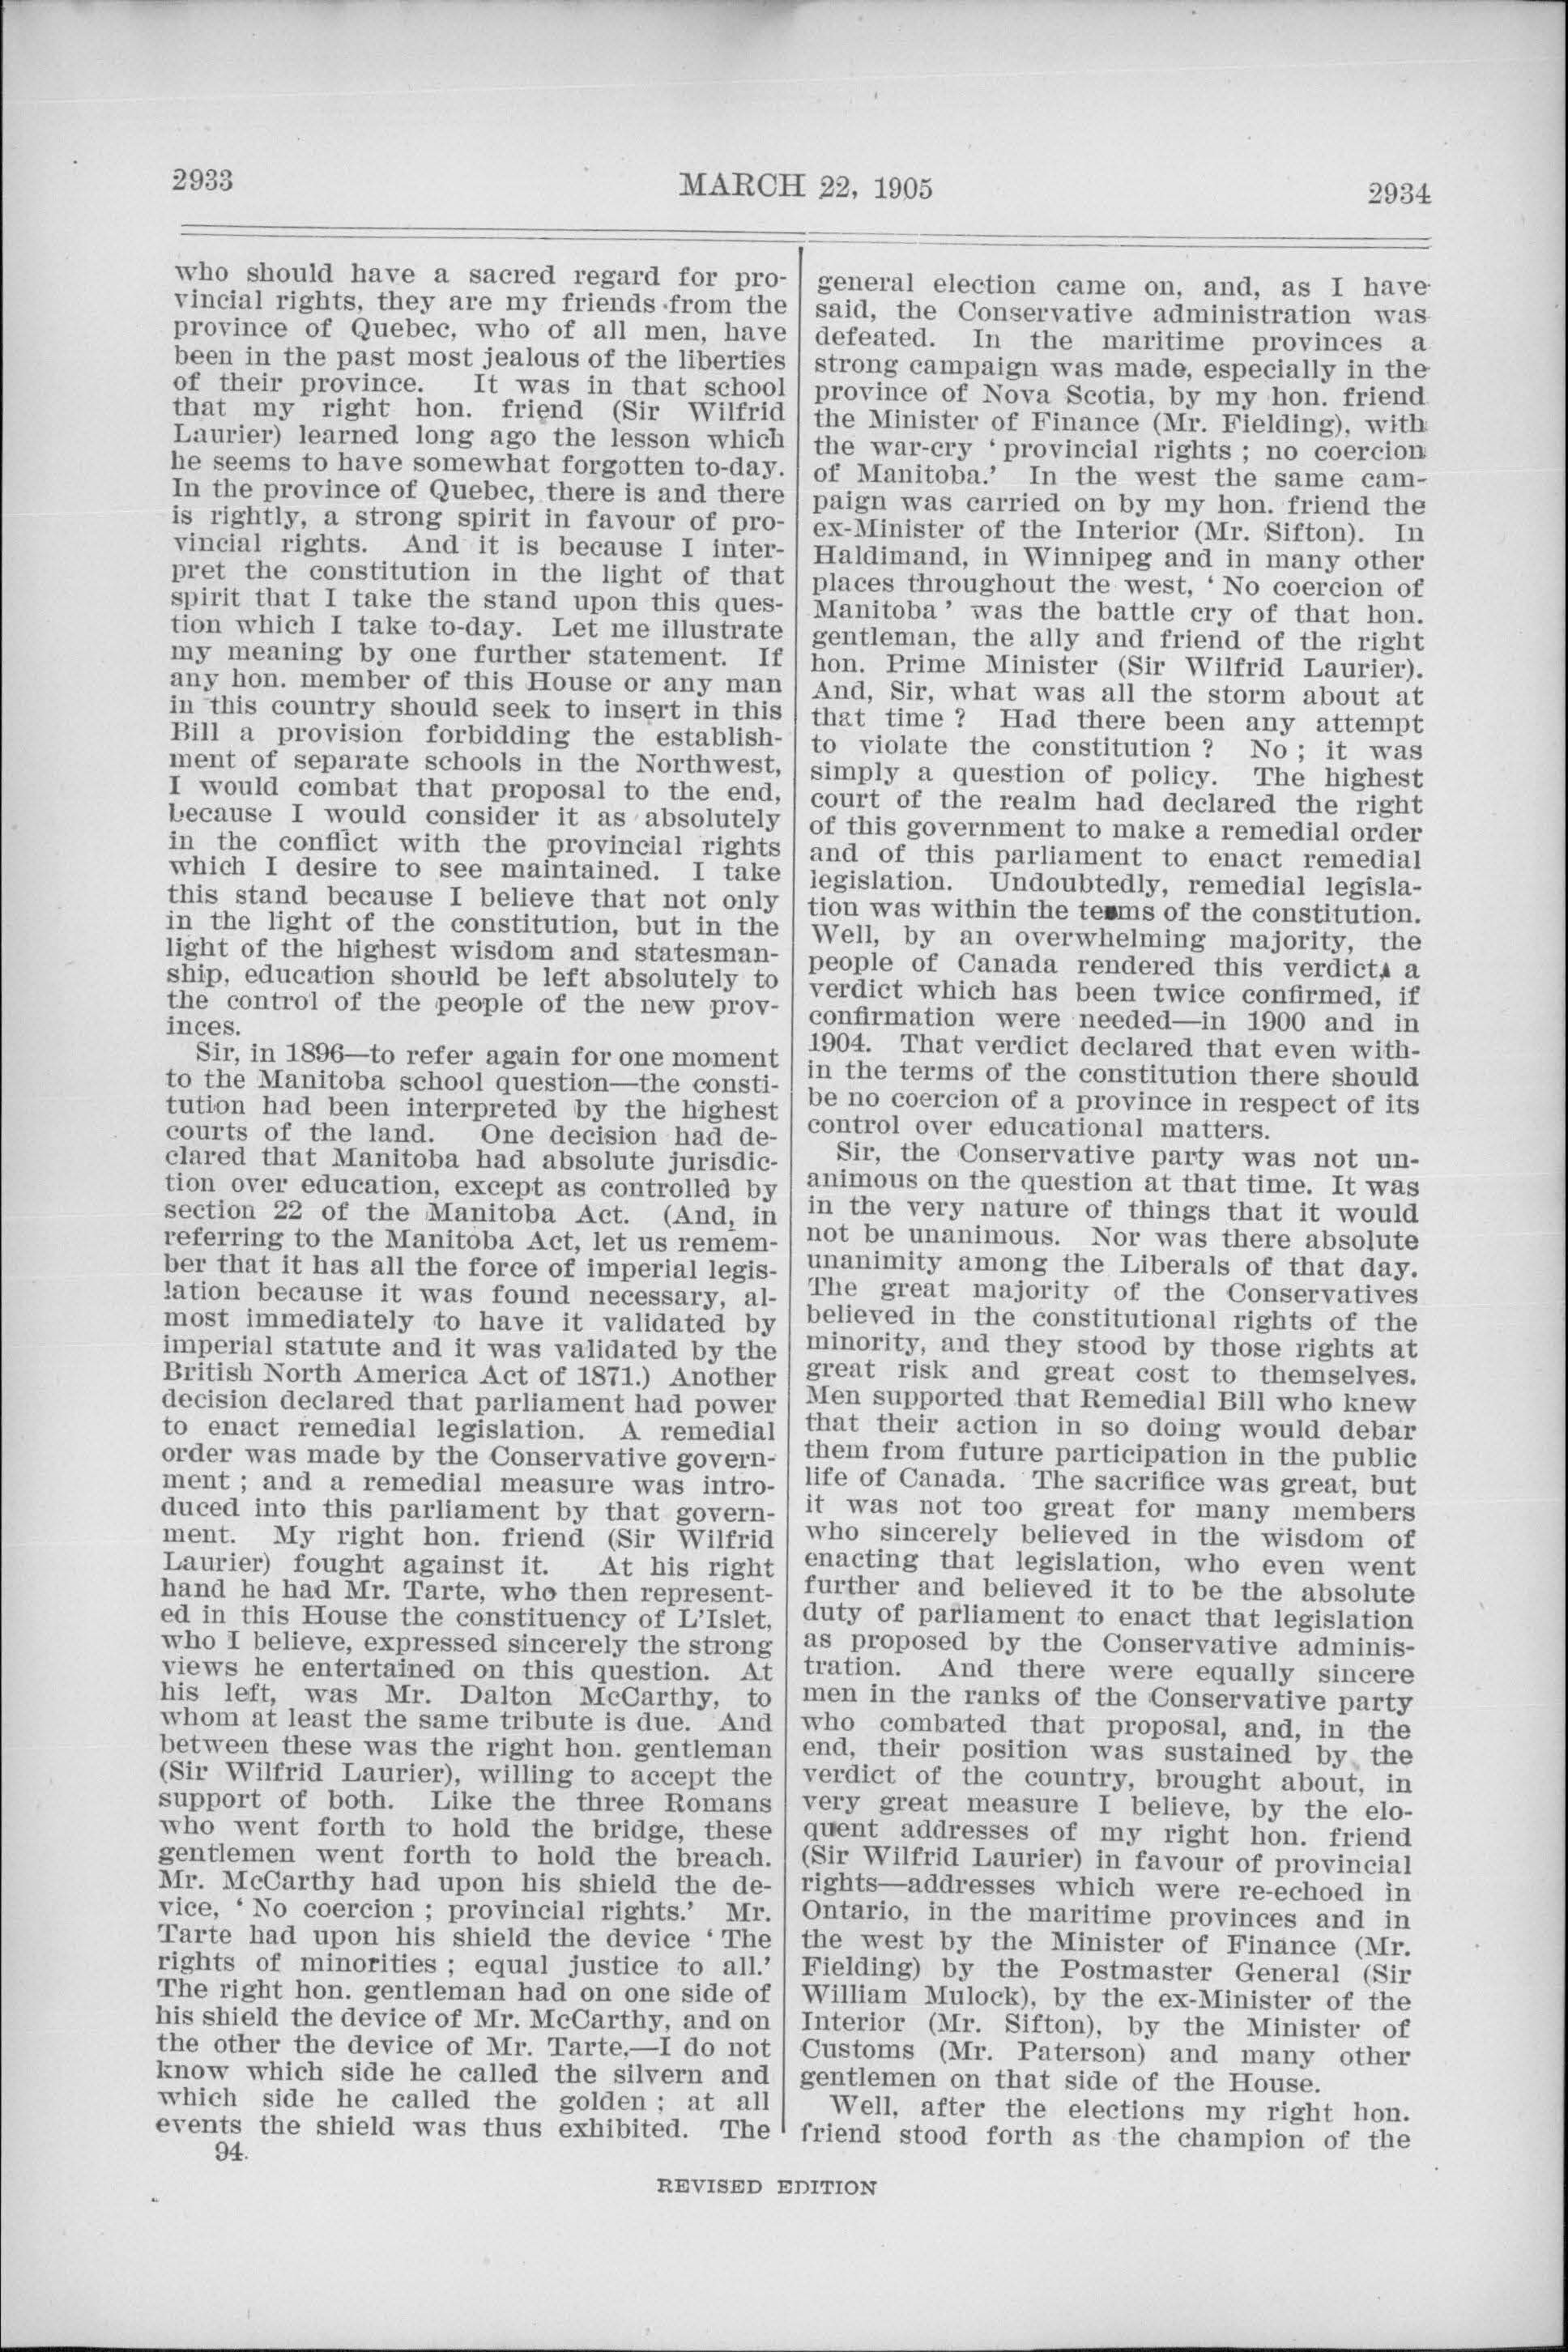 2933
MARCH 22, 1905
2934
who should have a sacred regard for pro-
vincial rights, they are my friends from the
province of Quebec, who of all men, have
been in the past most jealous of the liberties
of their province. It was in that school
that my right hon. friend (Sir Wilfrid
Laurier) learned long ago the lesson which
he seems to have somewhat forgotten to-day.
In the province of Quebec, there is and there
is rightly, a strong spirit in favour of pro-
vincial rights. And it is because I inter-
pret the constitution in the light of that
spirit that I take the stand upon this ques-
tion which I take to-day. Let me illustrate
my meaning by one further statement. If
any hon. member of this House or any man
in this country should seek to insert in this
Bill a provision forbidding the establish-
ment of separate schools in the Northwest,
I would combat that proposal to the end,
because I would consider it as absolutely
in the conflict with the provincial rights
which I desire to see maintained. I take
this stand because I believe that not only
in the light of the constitution, but in the
light of the highest wisdom and statesman-
ship, education should be left absolutely to
the control of the people of the new prov-
inces.
Sir, in 1896—to refer again for one moment
to the Manitoba school question—the consti-
tution had been interpreted by the highest
courts of the land. One decision had de-
clared that Manitoba had absolute jurisdic-
tion over education, except as controlled by
section 22 of the Manitoba Act. (And, in
referring to the Manitoba Act, let us remem-
ber that it has all the force of imperial legis-
lation because it was found necessary, al-
most immediately to have it validated by
imperial statute and it was validated by the
British North America Act of 1871.) Another
decision declared that parliament had power
to enact remedial legislation. A remedial
order was made by the Conservative govern-
ment ; and a remedial measure was intro-
duced into this parliament by that govern-
ment. My right hon. friend (Sir Wilfrid
Laurier) fought against it. At his right
hand he had Mr. Tarte, who then represent-
ed in this House the constituency of L'Islet,
who I believe, expressed sincerely the strong
views he entertained on this question. At
his left, was Mr. Dalton McCarthy, to
whom at least the same tribute is due. And
between these was the right hon. gentleman
(Sir Wilfrid Laurier), willing to accept the
support of both. Like the three Romans
who went forth to hold the bridge, these
gentlemen went forth to hold the breach.
Mr. McCarthy had upon his shield the de-
vice, ‘ No coercion ; provincial rights.’ Mr.
Tarte had upon his shield the device ‘ The
rights of minorities ; equal justice to all.’
The right hon. gentleman had on one side of
his shield the device of Mr. McCarthy, and on
the other the device of Mr. Tarte,—I do not
know which side he called the silvern and
which side he called the golden ; at all
events the shield was thus exhibited. The
94
general election came on, and, as I have
said, the Conservative administration was
defeated. In the maritime provinces a
strong campaign was made, especially in the
province of Nova Scotia, by my hon. friend
the Minister of Finance (Mr. Fielding), with
the war-cry ‘ provincial rights ; no coercion
of Manitoba.’ In the west the same cam-
paign was carried on by my hon. friend the
ex-Minister of the Interior (Mr. Sifton). In
Haldimand, in Winnipeg and in many other
places throughout the west, ‘ No coercion of
Manitoba ’ was the battle cry of that hon.
gentleman, the ally and friend of the right
hon. Prime Minister (Sir Wilfrid Laurier).
And, Sir, what was all the storm about at
that time ? Had there been any attempt
to violate the constitution ? No ; it was
simply a question of policy. The highest
court of the realm had declared the right
of this government to make a remedial order
and of this parliament to enact remedial
legislation. Undoubtedly, remedial legisla-
tion was within the terms of the constitution.
Well, by an overwhelming majority, the
people of Canada rendered this verdict, a
verdict which has been twice confirmed, if
confirmation were needed—in 1900 and in
1904. That verdict declared that even with-
in the terms of the constitution there should
be no coercion of a province in respect of its
control over educational matters.
Sir, the Conservative party was not un-
animous on the question at that time. It was
in the very nature of things that it would
not be unanimous. Nor was there absolute
unanimity among the Liberals of that day.
The great majority of the Conservatives
believed in the constitutional rights of the
minority, and they stood by those rights at
great risk and great cost to themselves.
Men supported that Remedial Bill who knew
that their action in so doing would debar
them from future participation in the public
life of Canada. The sacrifice was great, but
it was not too great for many members
who sincerely believed in the wisdom of
enacting that legislation, who even went
further and believed it to be the absolute
duty of parliament to enact that legislation
as proposed by the Conservative adminis-
tration. And there were equally sincere
men in the ranks of the Conservative party
who combated that proposal, and, in the
end, their position was sustained by the
verdict of the country, brought about, in
very great measure I believe, by the elo-
quent addresses of my right hon. friend
(Sir Wilfrid Laurier) in favour of provincial
rights—addresses which were re-echoed in
Ontario, in the maritime provinces and in
the west by the Minister of Finance (Mr.
Fielding) by the Postmaster General (Sir
William Mulock), by the ex-Minister of the
Interior (Mr. Sifton), by the Minister of
Customs (Mr. Paterson) and many other
gentlemen on that side of the House.
Well, after the elections my right hon.
friend stood forth as the champion of the
REVISED EDITION